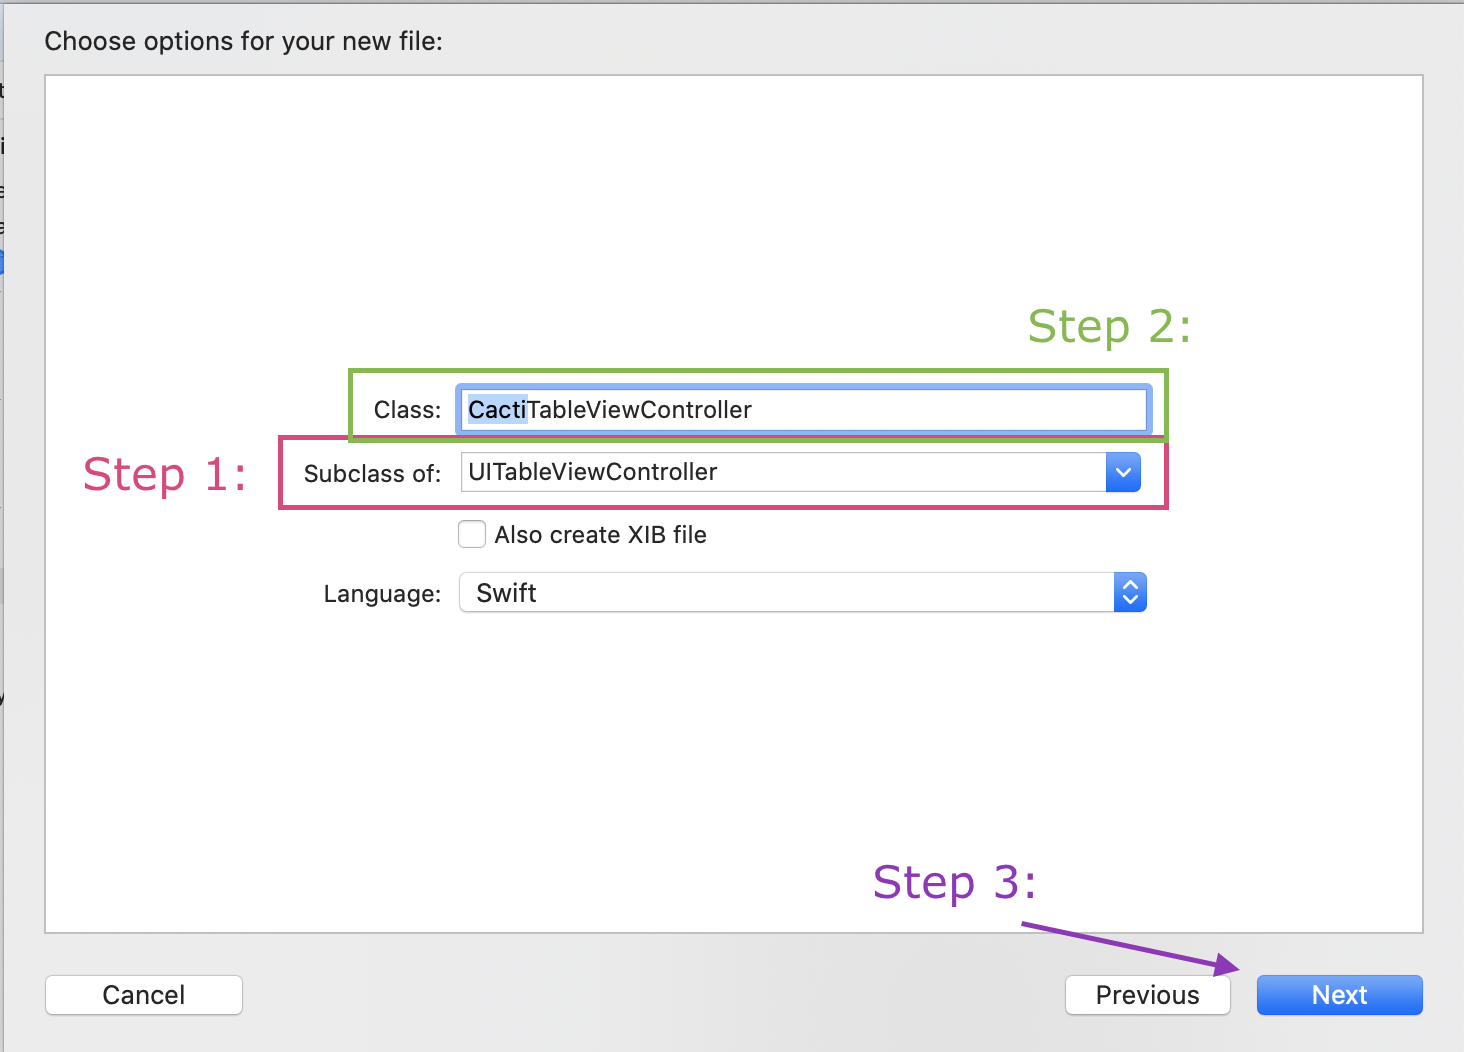 Choose options for your new file:
Step 2:
Class: CactiTableViewController
Step 1:
Subclass of: UITableViewController
Also create XIB file
Language: Swift
Step 3:
Cancel
Previous
Next